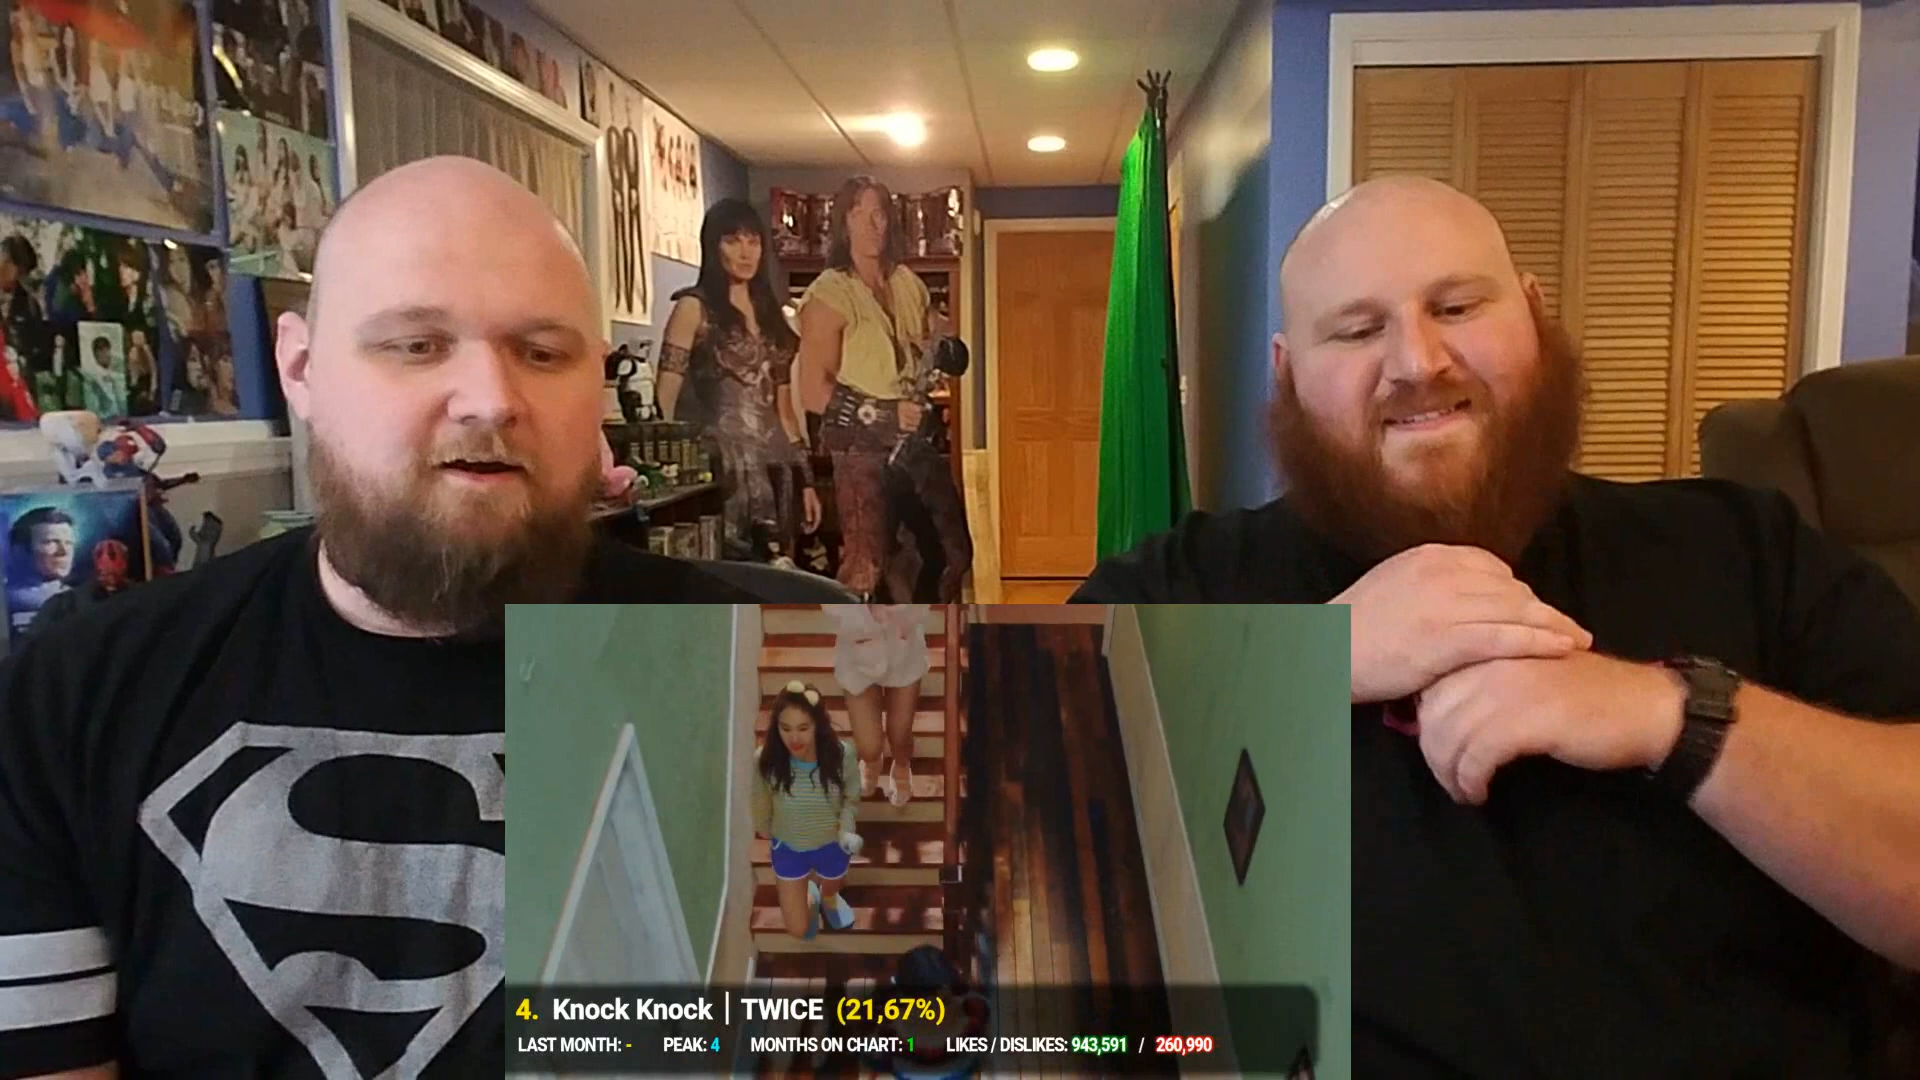 4. Knock Knock | TWICE (21,67%)
LAST MONTH: - PEAK: 4 MONTHS ON CHART: 1 LIKES / DISLIKES: 943,591 / 260,990